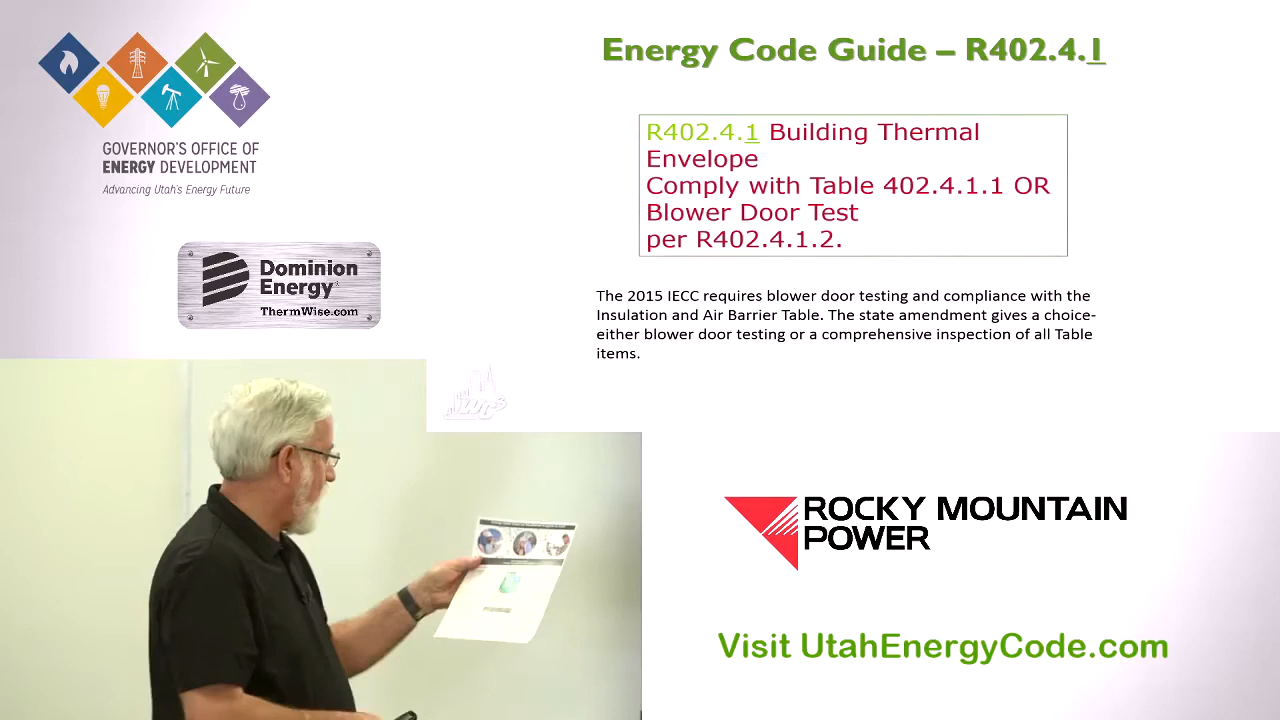 Energy Code Guide – R402.4.1
R402.4.1 Building Thermal
Envelope
Comply with Table 402.4.1.1 OR
Blower Door Test
per R402.4.1.2.
The 2015 IECC requires blower door testing and compliance with the
Insulation and Air Barrier Table. The state amendment gives a choice-
either blower door testing or a comprehensive inspection of all Table
items.
GOVERNOR'S OFFICE OF
ENERGY DEVELOPMENT
Advancing Utah's Energy Future
Dominion
Energy®
ThermWise.com
ROCKY MOUNTAIN
POWER
Visit UtahEnergyCode.com